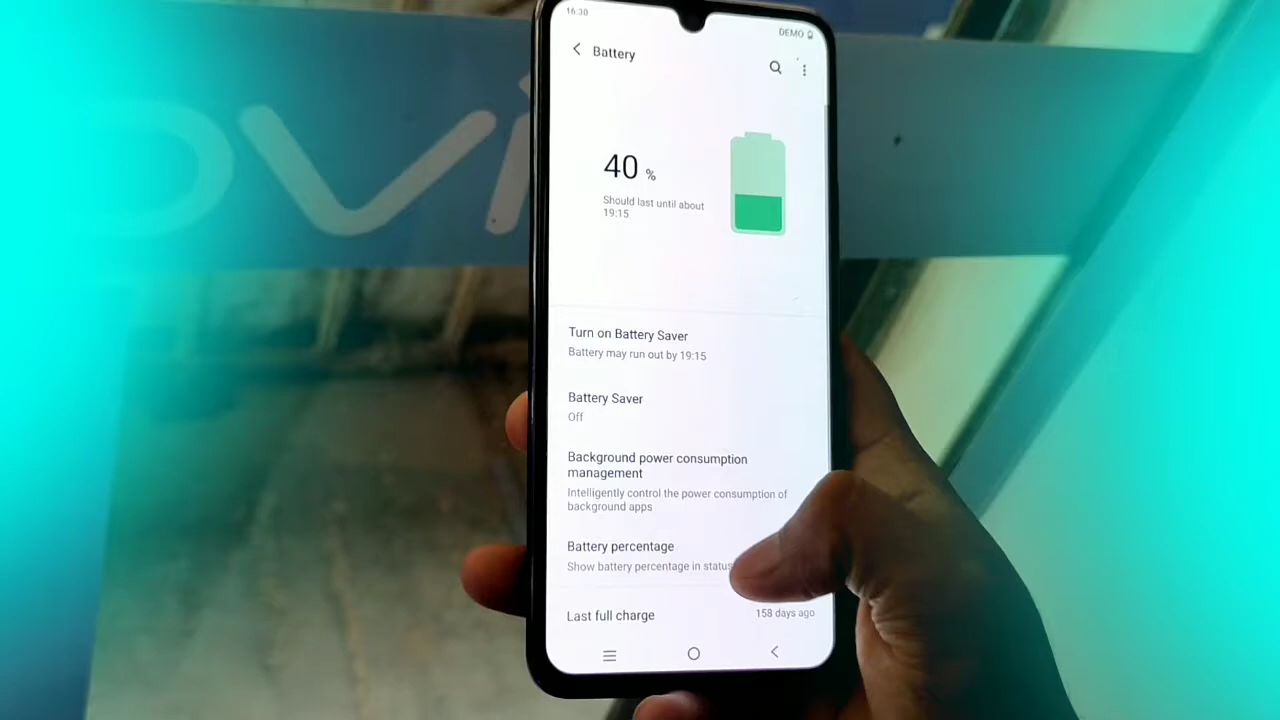 16:30
DEMO
Battery
40 %
Should last until about
19:15
Turn on Battery Saver
Battery may run out by 19:15
Battery Saver
Off
Background power consumption
management
Intelligently control the power consumption of
background apps
Battery percentage
Show battery percentage in status
Last full charge
158 days ago